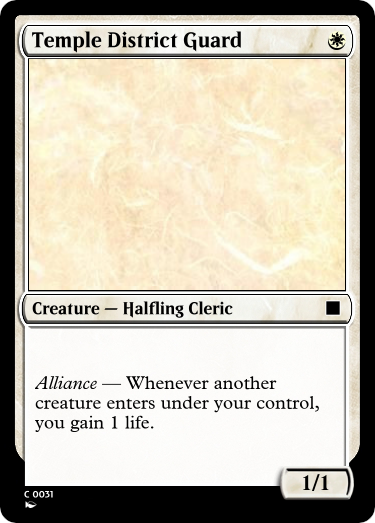 Temple District Guard
Creature — Halfling Cleric
Alliance — Whenever another
creature enters under your control,
you gain 1 life.
1/1
C 0031